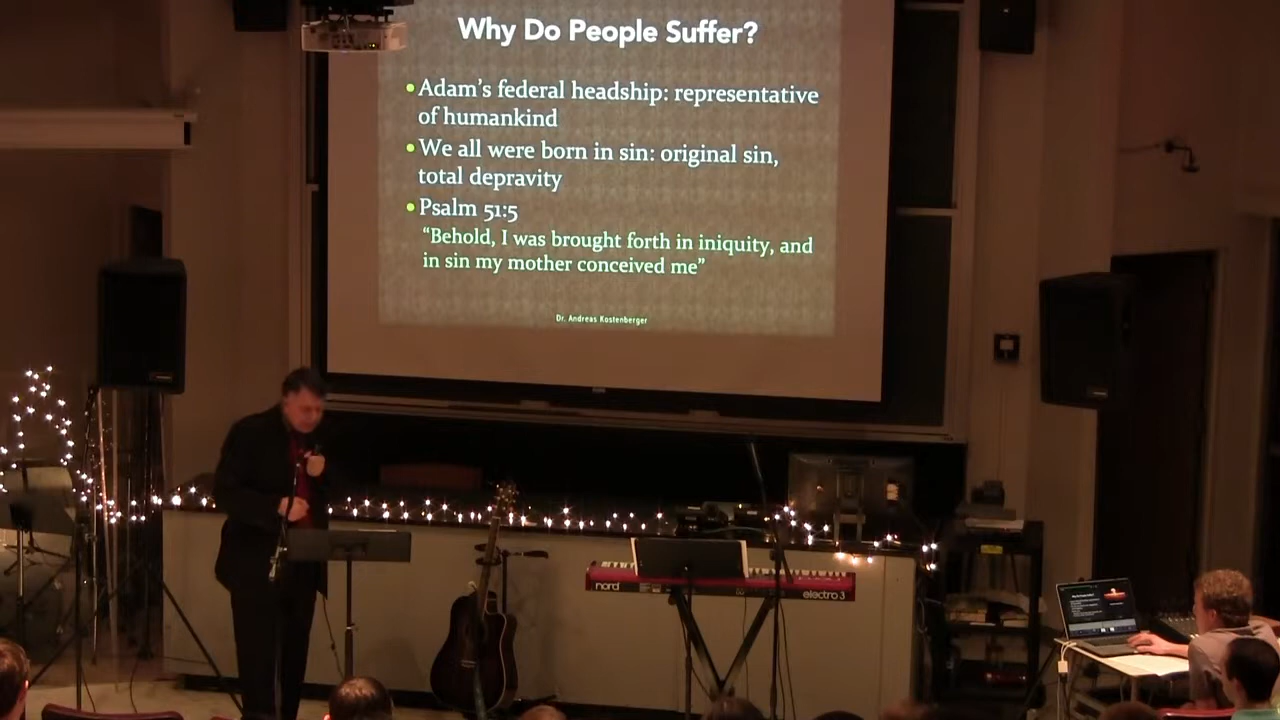 Why Do People Suffer?
• Adam's federal headship: representative
of humankind
• We all were born in sin: original sin,
total depravity
• Psalm 51:5
“Behold, I was brought forth in iniquity, and
in sin my mother conceived me”
Dr. Andreas Kostenberger
nord
electro 3